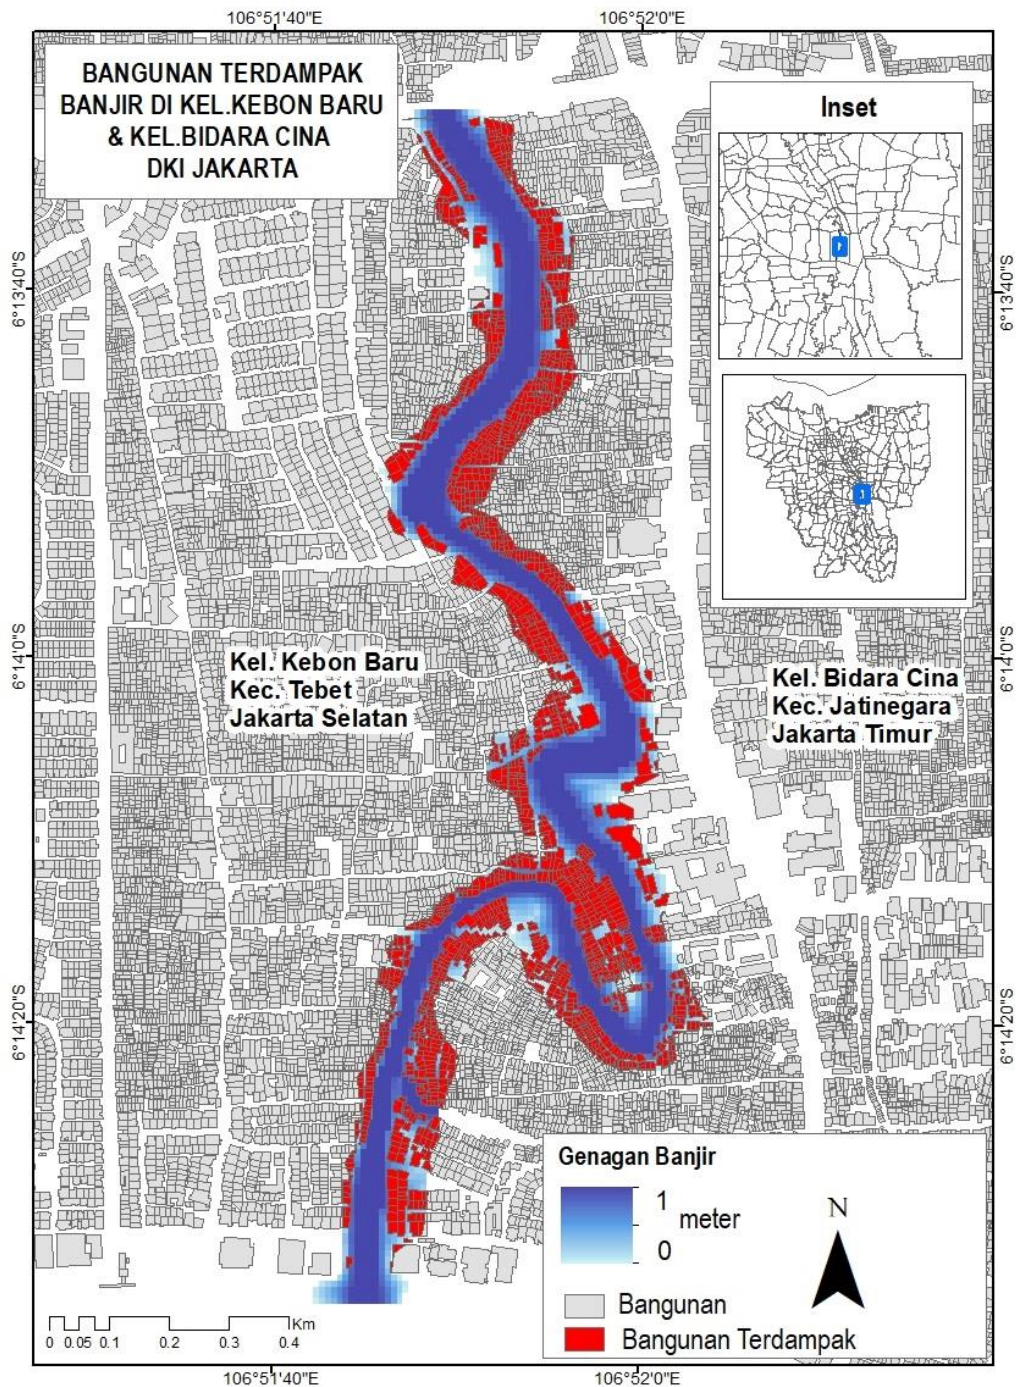 106°51'40"E
106°52'0"E
BANGUNAN TERDAMPAK
BANJIR DI KEL.KEBON BARU
& KEL.BIDARA CINA
DKI JAKARTA
Inset
6°13'40"S
6°13'40"S
6°14'0"S
6°14'0"S
Kel. Kebon Baru
Kec. Tebet
Jakarta Selatan
Kel. Bidara Cina
Kec. Jatinegara
Jakarta Timur
6°14'20"S
6°14'20"S
Genagan Banjir
1
meter
0
N
Bangunan
Bangunan Terdampak
Km
0 0.05 0.1 0.2 0.3 0.4
106°51'40"E
106°52'0"E